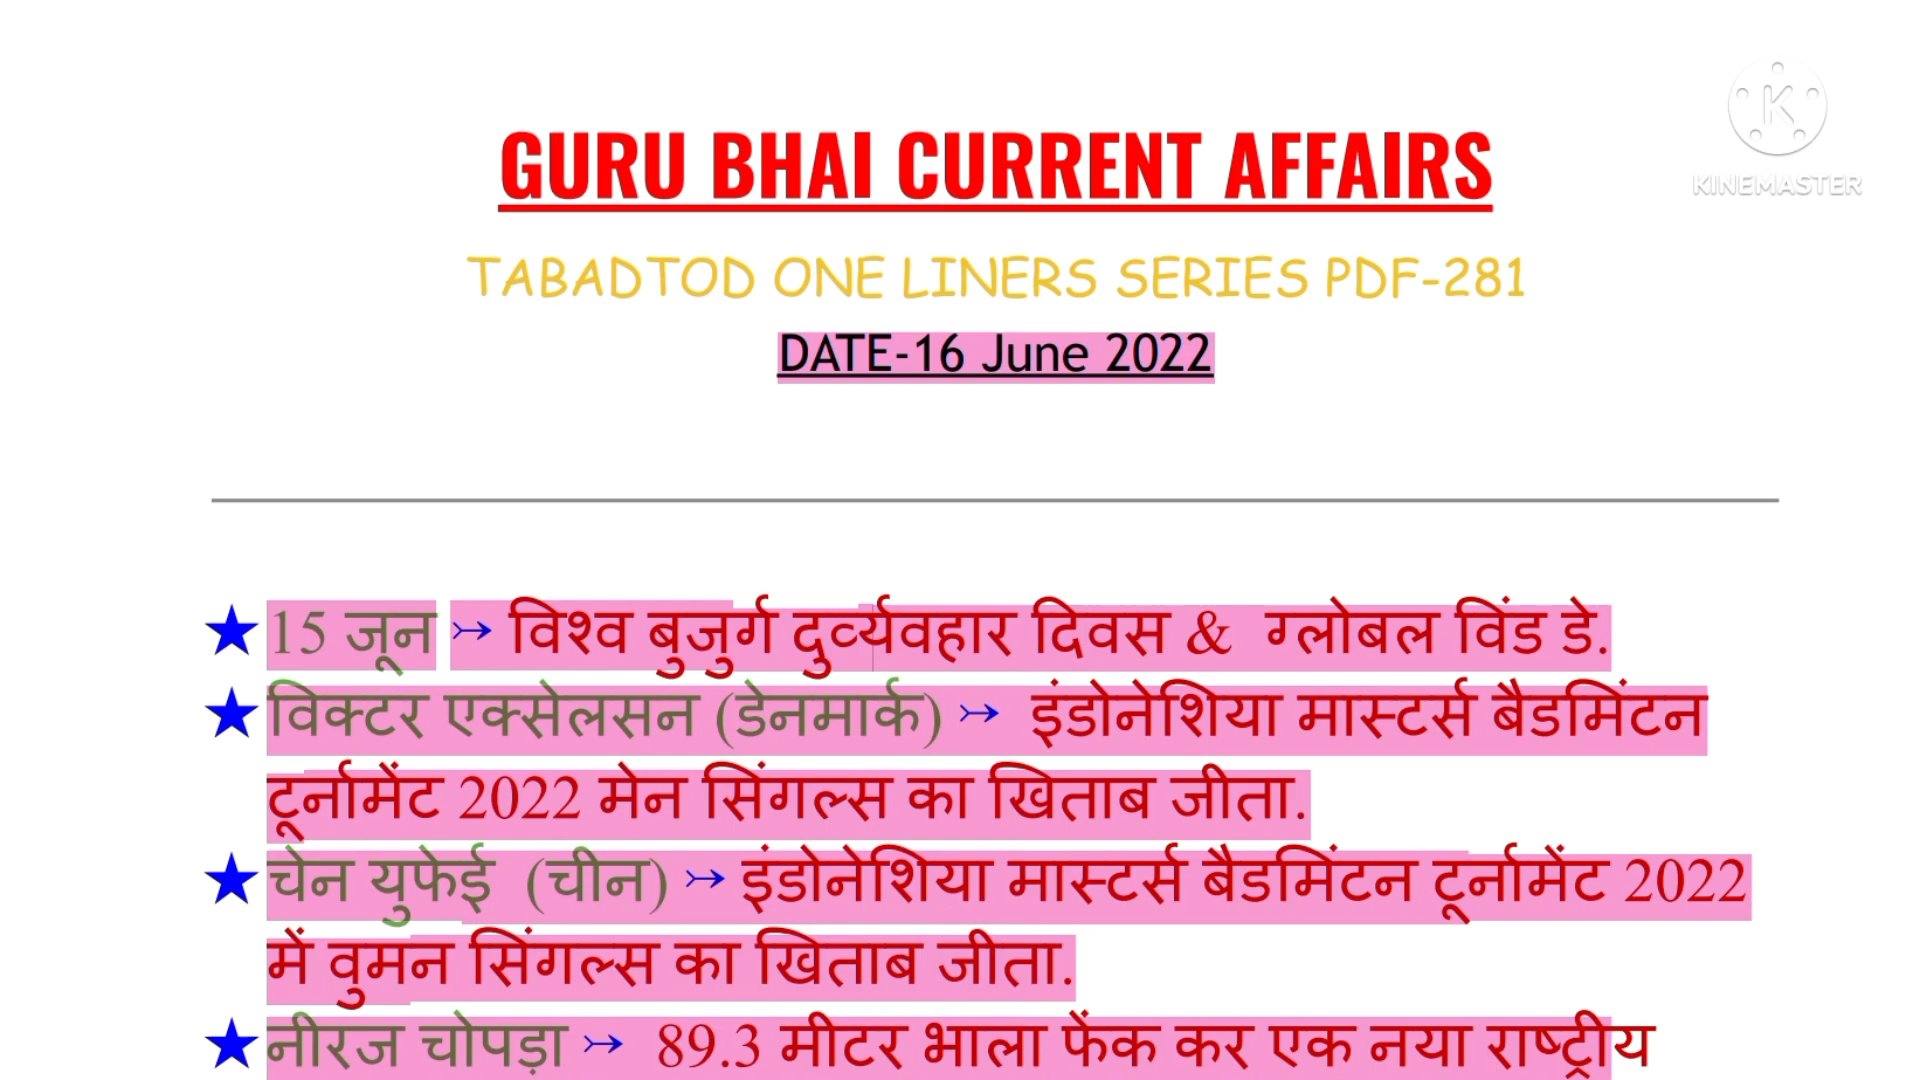 GURU BHAI CURRENT AFFAIRS
KINEMASTER
TABADTOD ONE LINERS SERIES PDF-281
DATE-16 June 2022
★ 15 जून ↣ विश्व बुजुर्ग दुर्व्यवहार दिवस & ग्लोबल विंड डे.
★ विक्टर एक्सेलसन (डेनमार्क) ↣ इंडोनेशिया मास्टर्स बैडमिंटन
टूर्नामेंट 2022 मेन सिंगल्स का खिताब जीता.
★ चेन युफेई (चीन) ↣ इंडोनेशिया मास्टर्स बैडमिंटन टूर्नामेंट 2022
में वुमन सिंगल्स का खिताब जीता.
★ नीरज चोपड़ा ↣ 89.3 मीटर भाला फेंक कर एक नया राष्ट्रीय